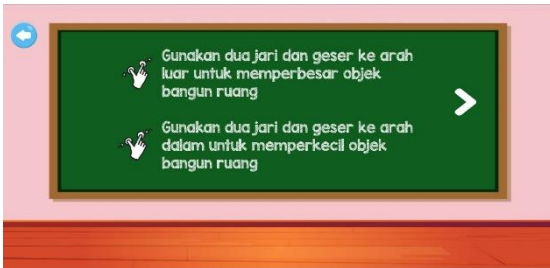 Gunakan dua jari dan geser ke arah
luar untuk memperbesar objek
bangun ruang
Gunakan dua jari dan geser ke arah
dalam untuk memperkecil objek
bangun ruang